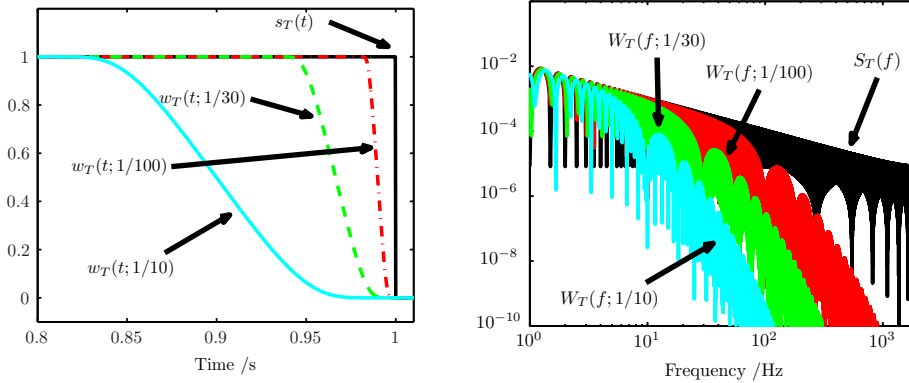 s_T(t)
1
0.8
0.6
0.4
0.2
0
w_T(t; 1/30)
w_T(t; 1/100)
w_T(t; 1/10)
0.8
0.85
0.9
0.95
1
Time /s
10^−2
10^−4
10^−6
10^−8
10^−10
W_T(f; 1/30)
W_T(f; 1/100)
S_T(f)
W_T(f; 1/10)
10^0
10^1
10^2
10^3
Frequency /Hz